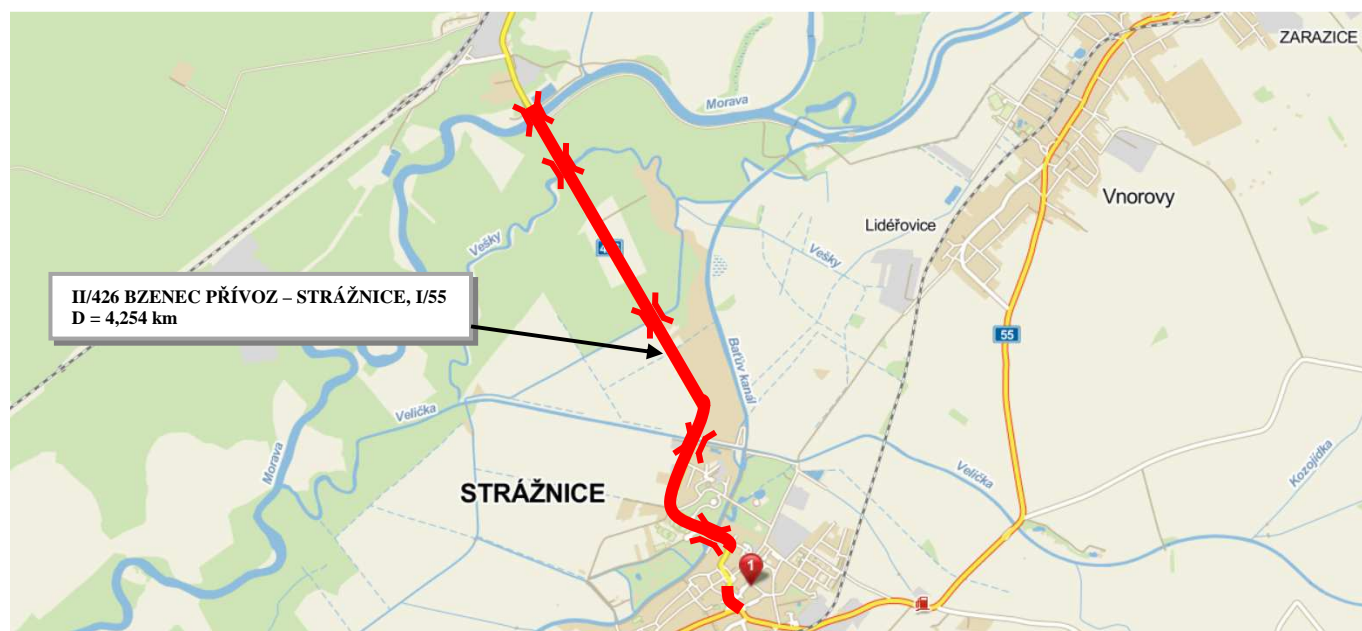 ZARAZICE
Morava
Vnorovy
Lidéřovice
Vešky
Vešky
II/426 BZENEC PŘÍVOZ – STRÁŽNICE, I/55
D = 4,254 km
55
Baťův kanál
Velička
Morava
Velička
Kozojídka
STRÁŽNICE
1